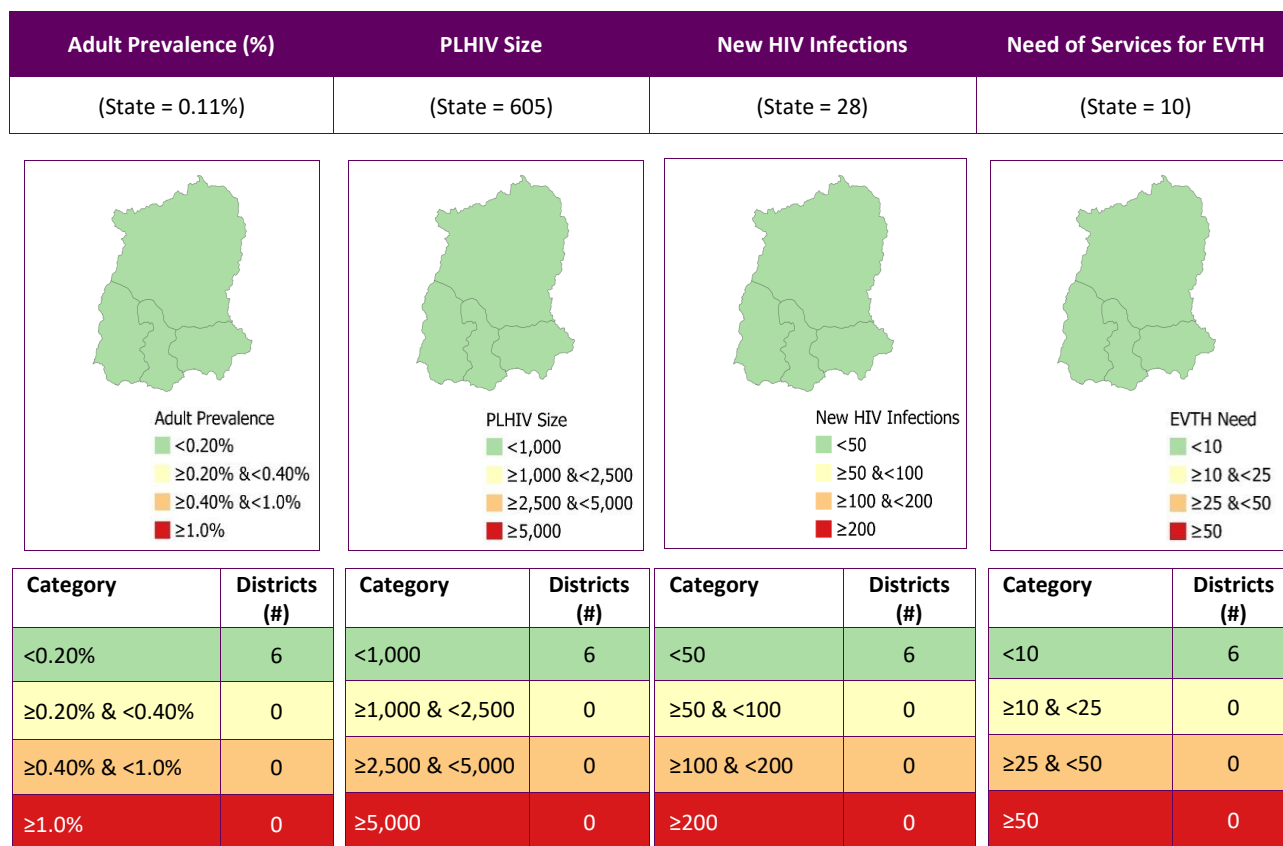 Adult Prevalence (%) PLHIV Size New HIV Infections Need of Services for EVTH
(State = 0.11%) (State = 605) (State = 28) (State = 10)
Adult Prevalence
<0.20%
≥0.20% &<0.40%
≥0.40% &<1.0%
≥1.0%
PLHIV Size
<1,000
≥1,000 &<2,500
≥2,500 &<5,000
≥5,000
New HIV Infections
<50
≥50 &<100
≥100 &<200
≥200
EVTH Need
<10
≥10 &<25
≥25 &<50
≥50
Category Districts
(#)
<0.20% 6
≥0.20% & <0.40% 0
≥0.40% & <1.0% 0
≥1.0% 0
Category Districts
(#)
<1,000 6
≥1,000 & <2,500 0
≥2,500 & <5,000 0
≥5,000 0
Category Districts
(#)
<50 6
≥50 & <100 0
≥100 & <200 0
≥200 0
Category Districts
(#)
<10 6
≥10 & <25 0
≥25 & <50 0
≥50 0